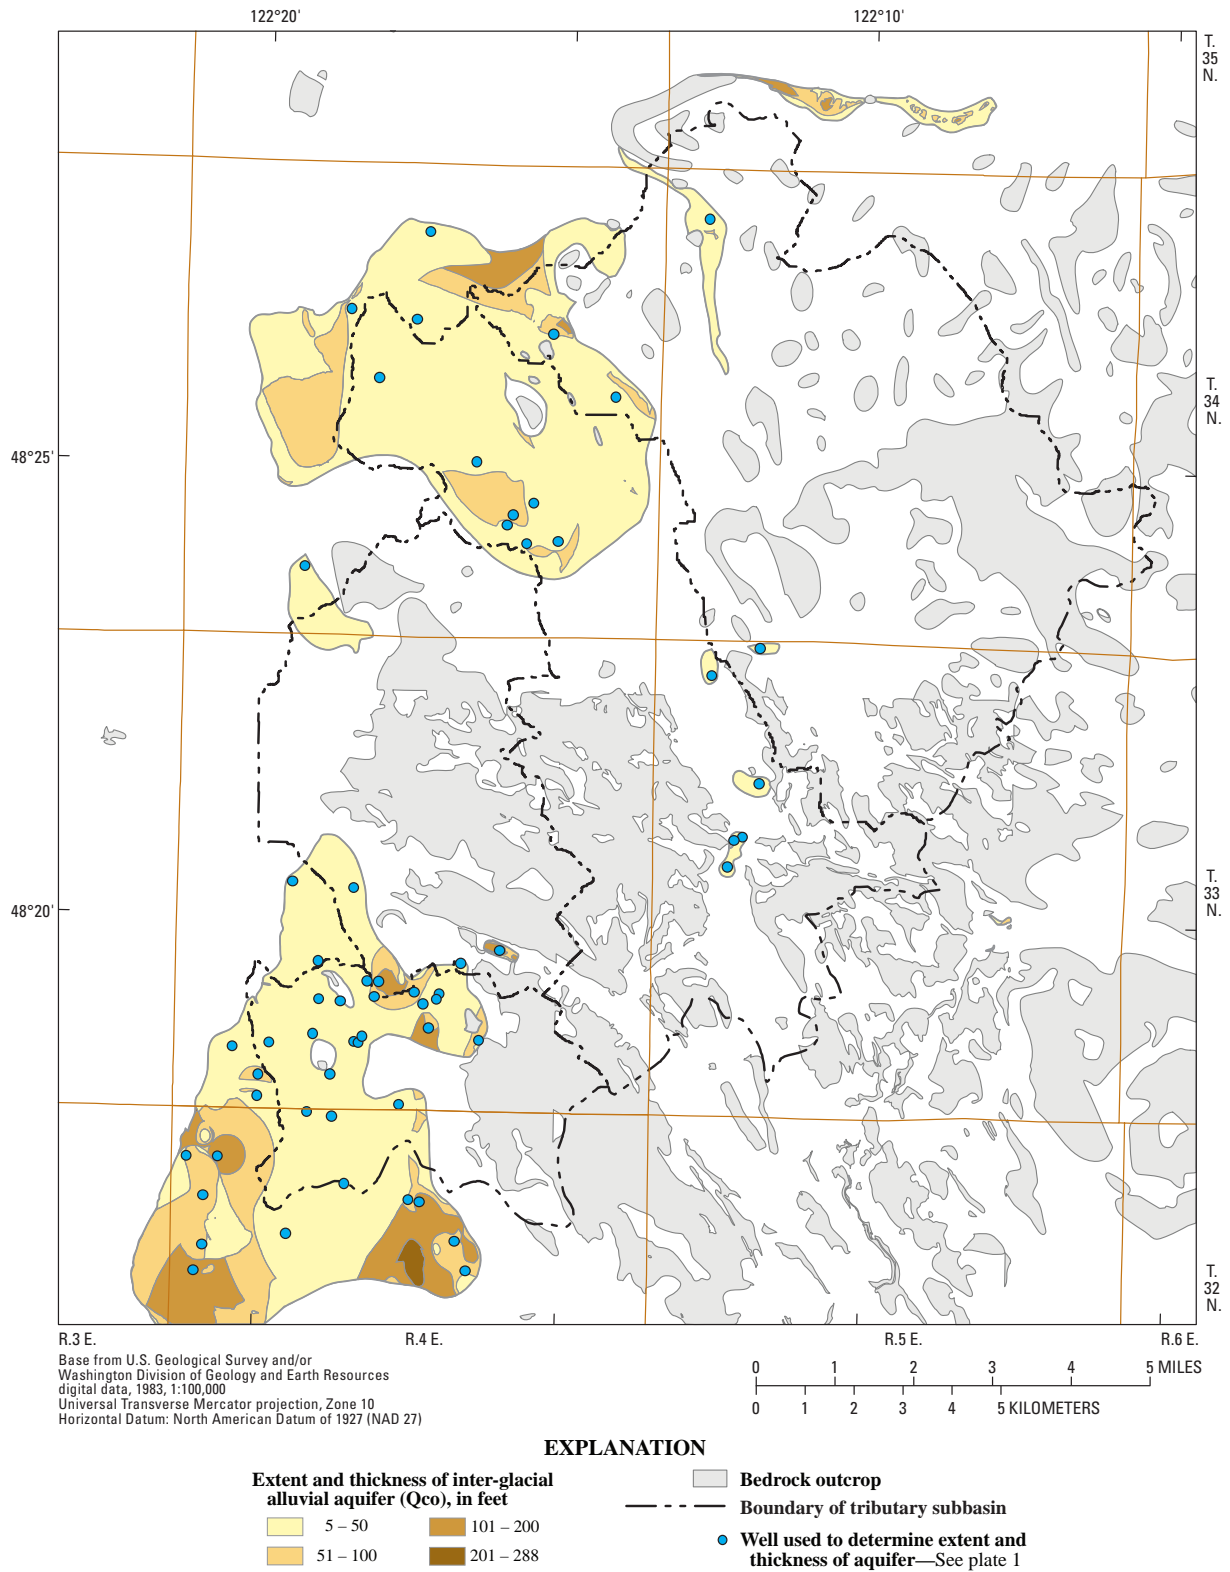 122°20'
122°10'
T.
35
N.
T.
34
N.
48°25'
T.
33
N.
48°20'
T.
32
N.
R.3 E.
R.4 E.
R.5 E.
R.6 E.
Base from U.S. Geological Survey and/or
Washington Division of Geology and Earth Resources
digital data, 1983, 1:100,000
Universal Transverse Mercator projection, Zone 10
Horizontal Datum: North American Datum of 1927 (NAD 27)
0 1 2 3 4 5 MILES
0 1 2 3 4 5 KILOMETERS
EXPLANATION
Extent and thickness of inter-glacial
alluvial aquifer (Qco), in feet
5 – 50
51 – 100
101 – 200
201 – 288
Bedrock outcrop
Boundary of tributary subbasin
Well used to determine extent and
thickness of aquifer—See plate 1